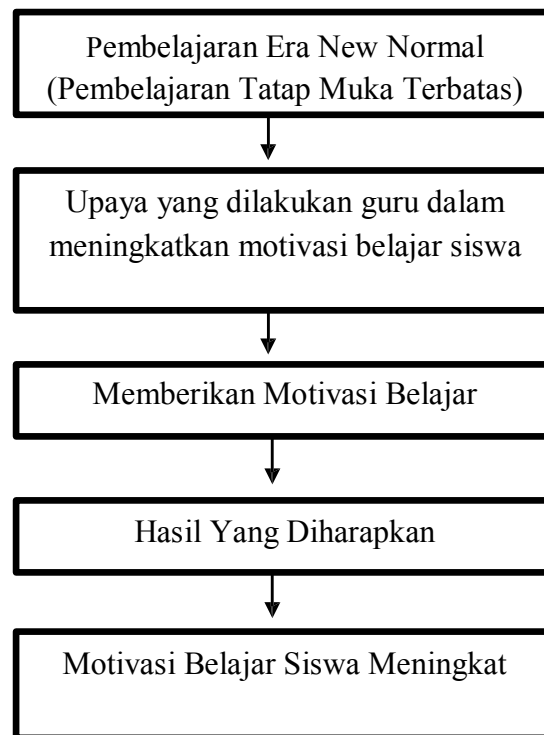 Pembelajaran Era New Normal
(Pembelajaran Tatap Muka Terbatas)
Upaya yang dilakukan guru dalam
meningkatkan motivasi belajar siswa
Memberikan Motivasi Belajar
Hasil Yang Diharapkan
Motivasi Belajar Siswa Meningkat